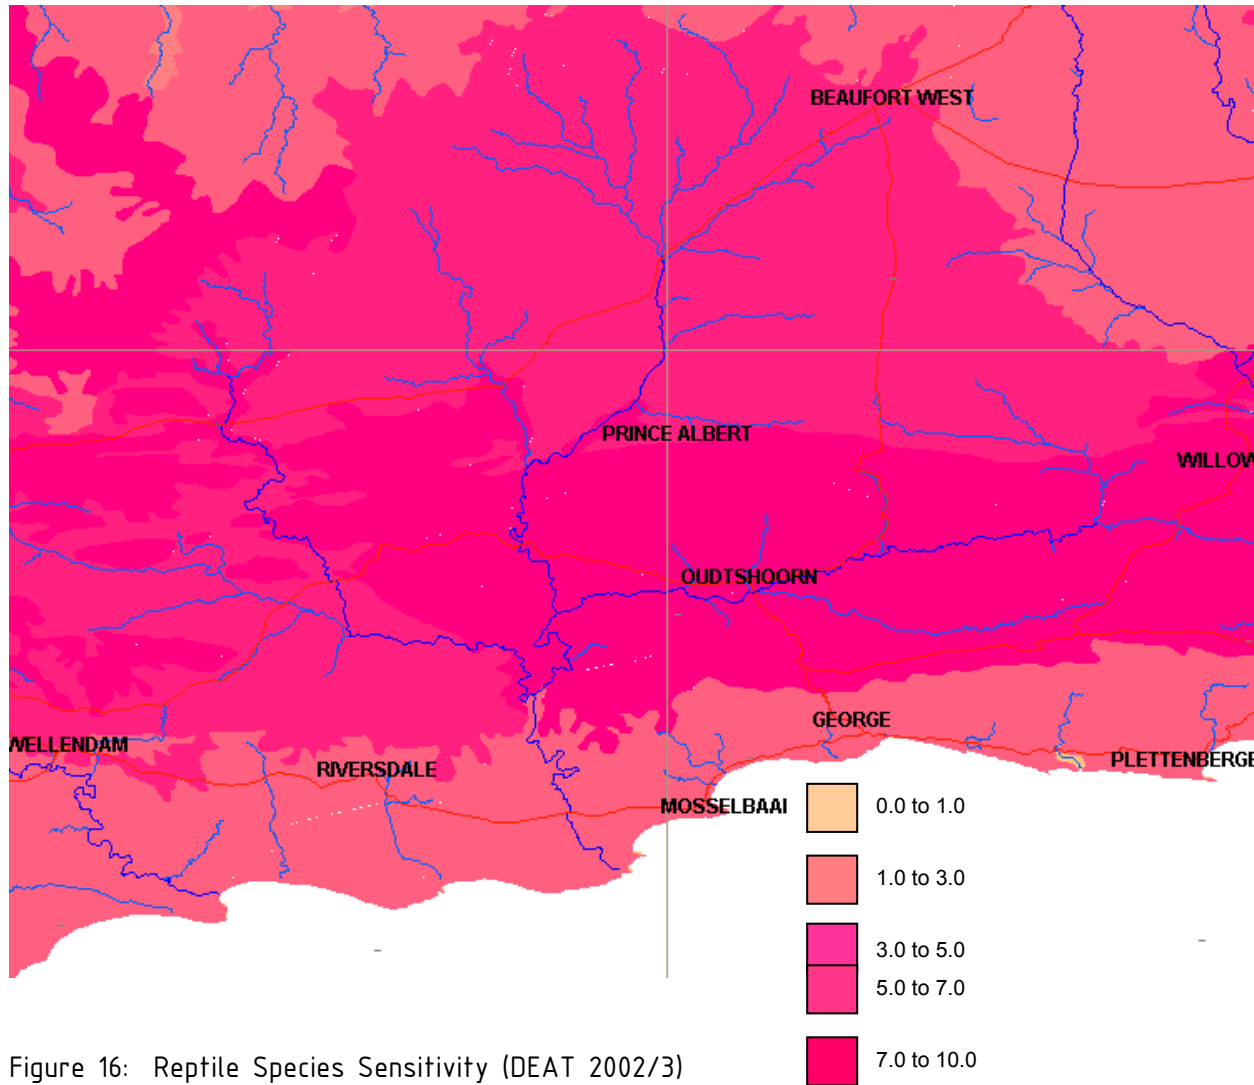 BEAUFORT WEST
PRINCE ALBERT
WILLOW
OUDTSHOORN
GEORGE
WELLENDAM
PLETTENBERGE
RIVERSDALE
MOSSELBAAI
0.0 to 1.0
1.0 to 3.0
3.0 to 5.0
5.0 to 7.0
7.0 to 10.0
Figure 16: Reptile Species Sensitivity (DEAT 2002/3)